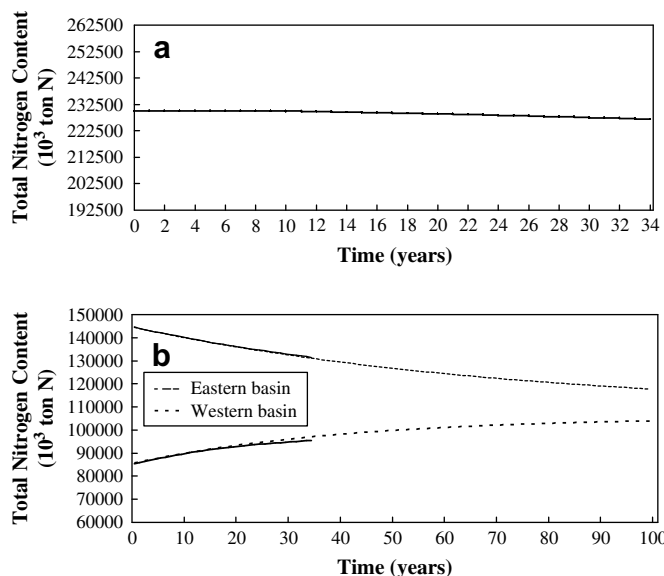 Total Nitrogen Content
(10³ ton N)
a
262500
252500
242500
232500
222500
212500
202500
192500
0 2 4 6 8 10 12 14 16 18 20 22 24 26 28 30 32 34
Time (years)
Total Nitrogen Content
(10³ ton N)
b
150000
140000
130000
120000
110000
100000
90000
80000
70000
60000
Eastern basin
Western basin
0 10 20 30 40 50 60 70 80 90 100
Time (years)